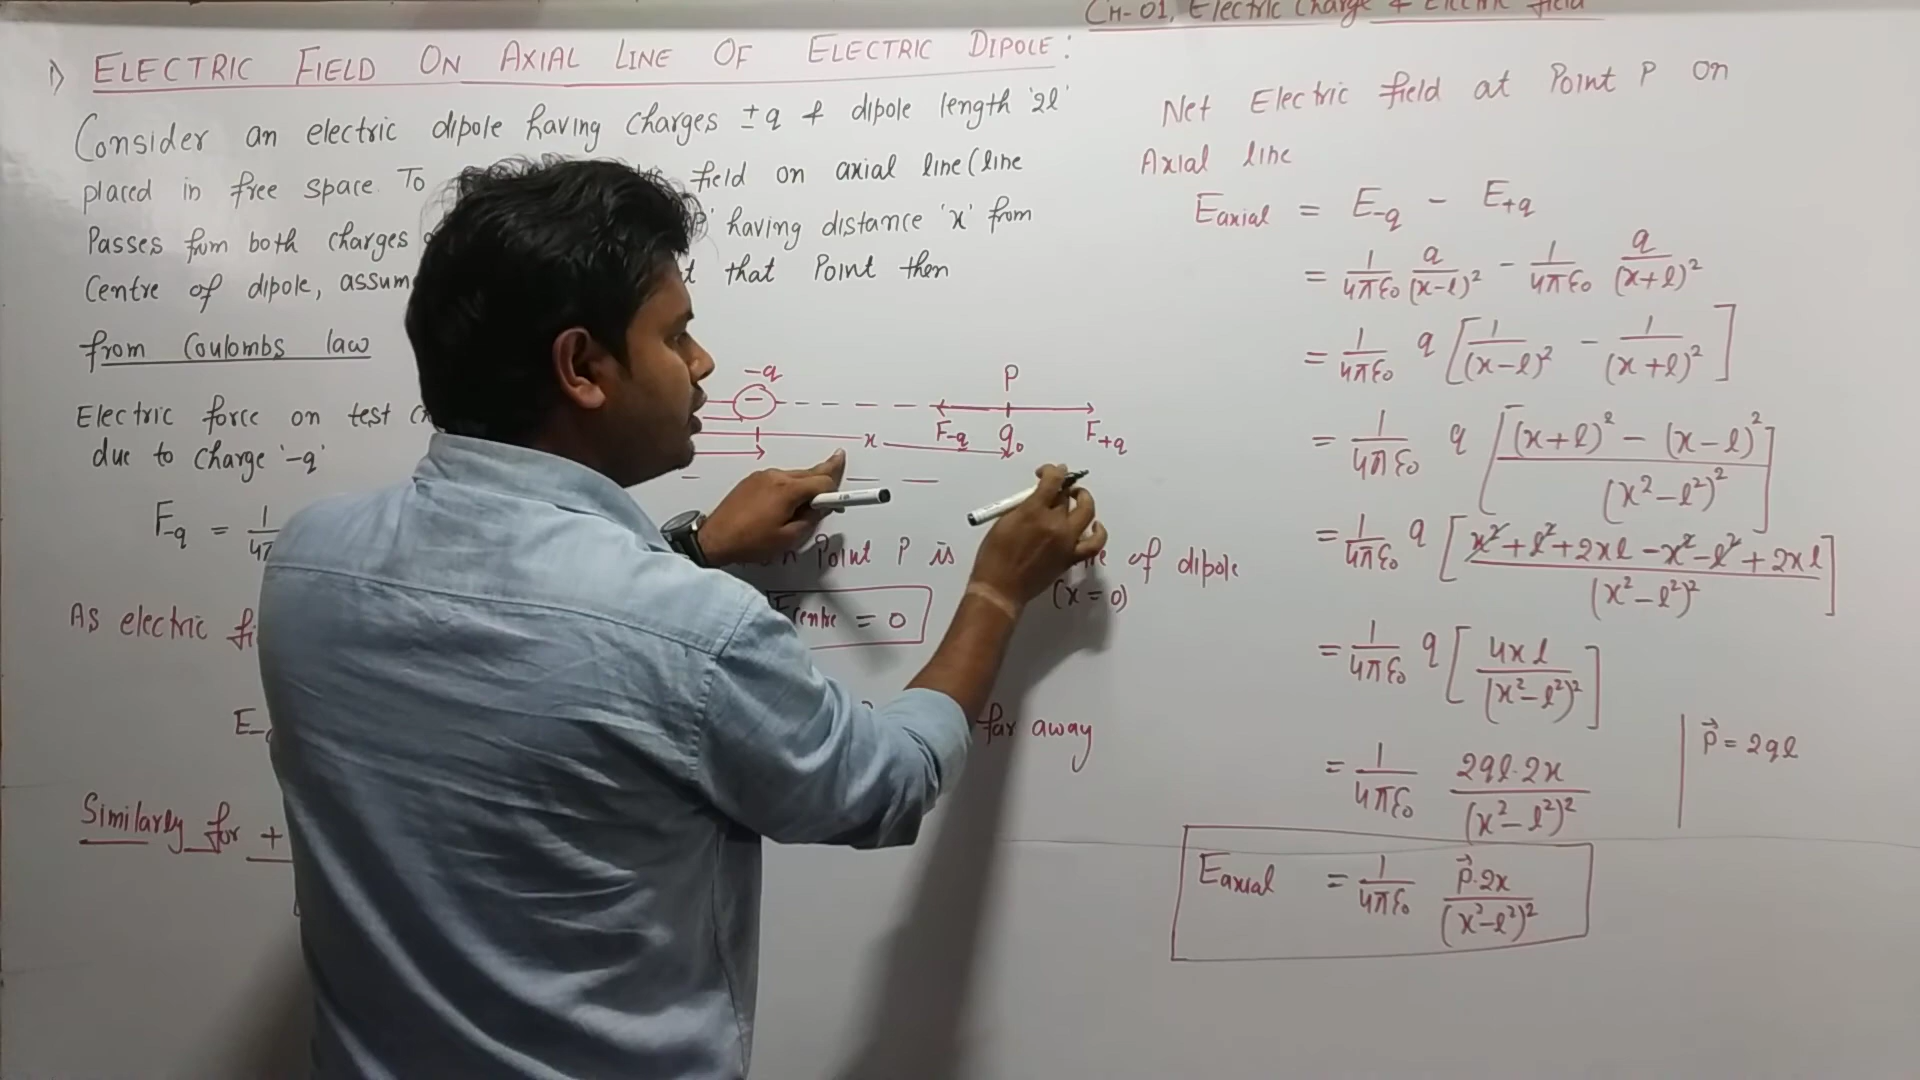 CH-01, Electric Charge & Electric field
1) ELECTRIC FIELD ON AXIAL LINE OF ELECTRIC DIPOLE:
Consider an electric dipole having charges ±q & dipole length '2l'
placed in free space. To field on axial line (line
Passes from both charges having distance 'x' from
Centre of dipole, assum that Point then
from Coulombs law
Electric force on test
due to charge '-q'
F-q = 1
As electric
Similarly for +
-q
P
x F-q q₀ F+q
Point P is of dipole
(x = 0)
= 0
far away
Net Electric field at Point P on
Axial line
Eaxial = E-q - E+q
= 1/4πε₀ q/(x-l)² - 1/4πε₀ q/(x+l)²
= 1/4πε₀ q [1/(x-l)² - 1/(x+l)²]
= 1/4πε₀ q [(x+l)² - (x-l)²/(x²-l²)²]
= 1/4πε₀ q [x²+l²+2xl-x²-l²+2xl/(x²-l²)²]
= 1/4πε₀ q [4xl/(x²-l²)²]
= 1/4πε₀ 2ql.2x/(x²-l²)²
p⃗ = 2ql
Eaxial = 1/4πε₀ p⃗.2x/(x²-l²)²